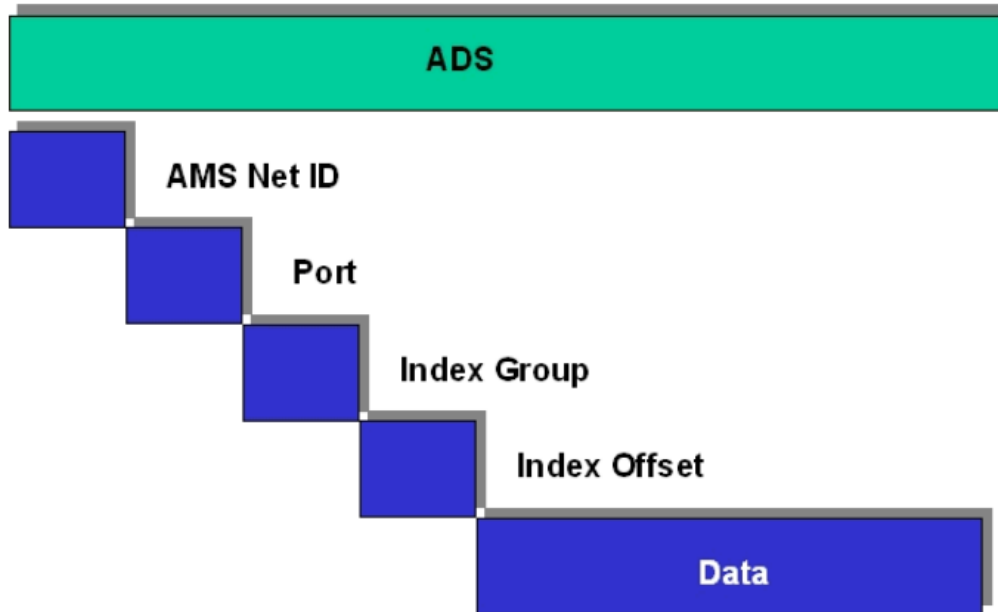 ADS
AMS Net ID
Port
Index Group
Index Offset
Data